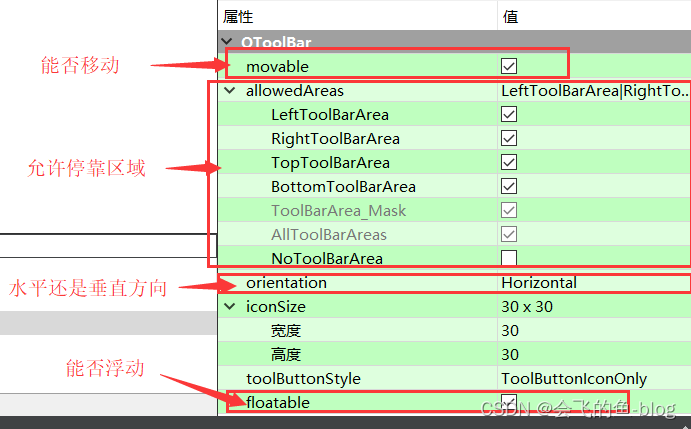 属性 值
QToolBar
能否移动
movable
allowedAreas LeftToolBarArea|RightTo...
LeftToolBarArea
RightToolBarArea
允许停靠区域
TopToolBarArea
BottomToolBarArea
ToolBarArea_Mask
AllToolBarAreas
NoToolBarArea
水平还是垂直方向
orientation Horizontal
iconSize 30 x 30
宽度 30
高度 30
能否浮动
toolButtonStyle ToolButtonIconOnly
floatable
CSDN @会飞的鱼-blog